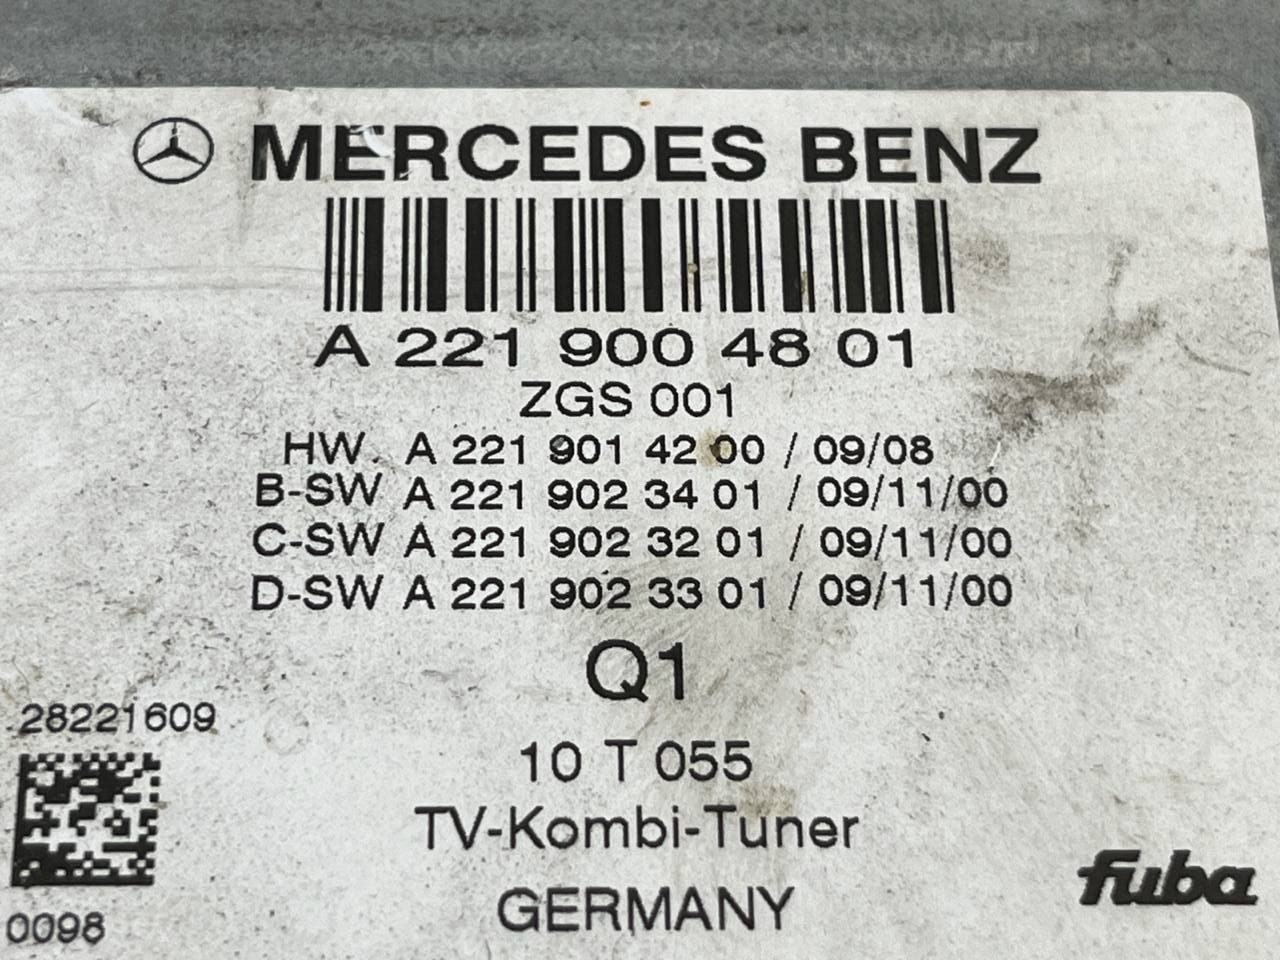 MERCEDES BENZ
A 221 900 48 01
ZGS 001
HW. A 221 901 42 00 / 09/08
B-SW A 221 902 34 01 / 09/11/00
C-SW A 221 902 32 01 / 09/11/00
D-SW A 221 902 33 01 / 09/11/00
Q1
28221609
10 T 055
TV-Kombi-Tuner
GERMANY
fuba
0098